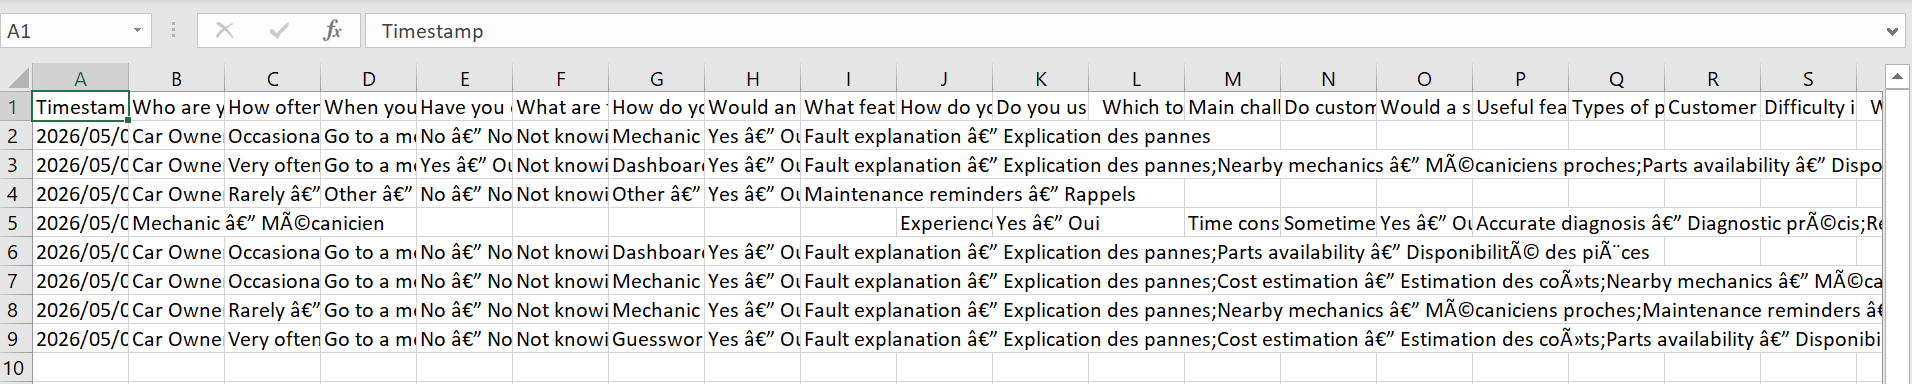 A1 fx Timestamp
A B C D E F G H I J K L M N O P Q R S
1 Timestam Who are y How often When you Have you What are How do yo Would an What feat How do yo Do you us Which to Main chall Do custom Would a s Useful fea Types of p Customer Difficulty i W
2 2026/05/0 Car Owne Occasiona Go to a me No â€” No Not knowi Mechanic Yes â€” Ou Fault explanation â€” Explication des pannes
3 2026/05/0 Car Owne Very often Go to a me Yes â€” Ou Not knowi Dashboar Yes â€” Ou Fault explanation â€” Explication des pannes;Nearby mechanics â€” MÃ©caniciens proches;Parts availability â€” Dispo
4 2026/05/0 Car Owne Rarely â€” Other â€” No â€” No Not knowi Other â€” Yes â€” Ou Maintenance reminders â€” Rappels
5 2026/05/0 Mechanic â€” MÃ©canicien Experience Yes â€” Oui Time cons Sometime Yes â€” Ou Accurate diagnosis â€” Diagnostic prÃ©cis;Re
6 2026/05/0 Car Owne Occasiona Go to a me No â€” No Not knowi Dashboar Yes â€” Ou Fault explanation â€” Explication des pannes;Parts availability â€” DisponibilitÃ© des piÃ¨ces
7 2026/05/0 Car Owne Occasiona Go to a me No â€” No Not knowi Mechanic Yes â€” Ou Fault explanation â€” Explication des pannes;Cost estimation â€” Estimation des coÃ»ts;Nearby mechanics â€” MÃ©ca
8 2026/05/0 Car Owne Rarely â€” Go to a me No â€” No Not knowi Mechanic Yes â€” Ou Fault explanation â€” Explication des pannes;Nearby mechanics â€” MÃ©caniciens proches;Maintenance reminders â€
9 2026/05/0 Car Owne Very often Go to a me No â€” No Not knowi Guesswor Yes â€” Ou Fault explanation â€” Explication des pannes;Cost estimation â€” Estimation des coÃ»ts;Parts availability â€” Disponibi
10